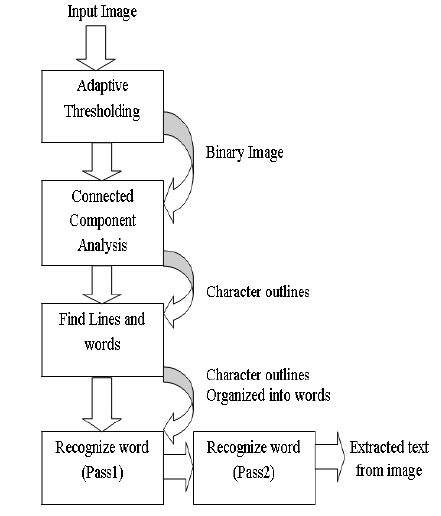 Input Image
Adaptive
Thresholding
Binary Image
Connected
Component
Analysis
Character outlines
Find Lines and
words
Character outlines
Organized into words
Recognize word
(Pass1)
Recognize word
(Pass2)
Extracted text
from image